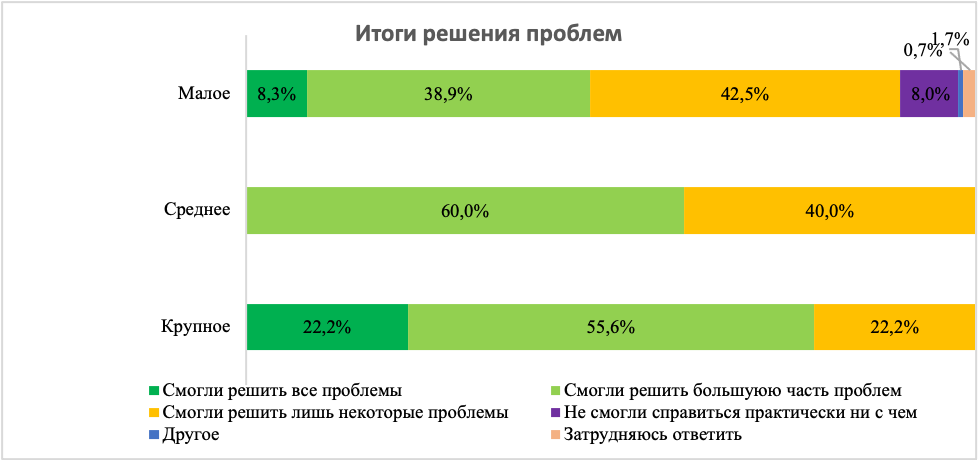 Итоги решения проблем
1,7%
0,7%
Малое 8,3% 38,9% 42,5% 8,0%
Среднее 60,0% 40,0%
Крупное 22,2% 55,6% 22,2%
Смогли решить все проблемы Смогли решить большуюю часть проблем
Смогли решить лишь некоторые проблемы Не смогли справиться практически ни с чем
Другое Затрудняюсь ответить